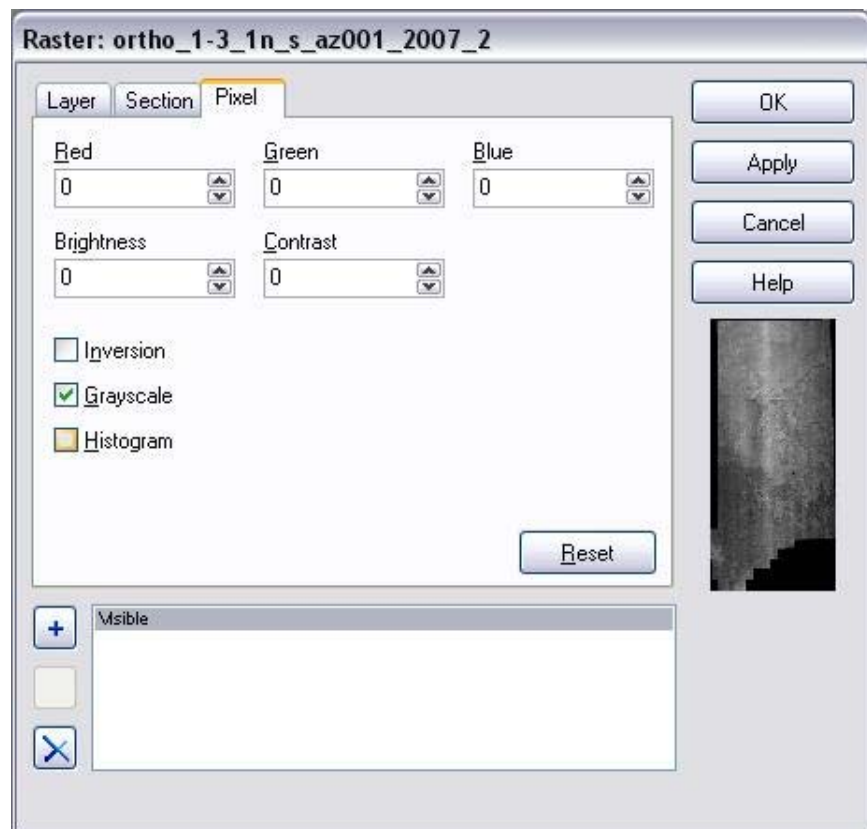 Raster: ortho_1-3_1n_s_az001_2007_2
Layer Section Pixel
OK
Red Green Blue
0 0 0
Apply
Brightness Contrast
0 0
Cancel
Help
Inversion
Grayscale
Histogram
Reset
Visible